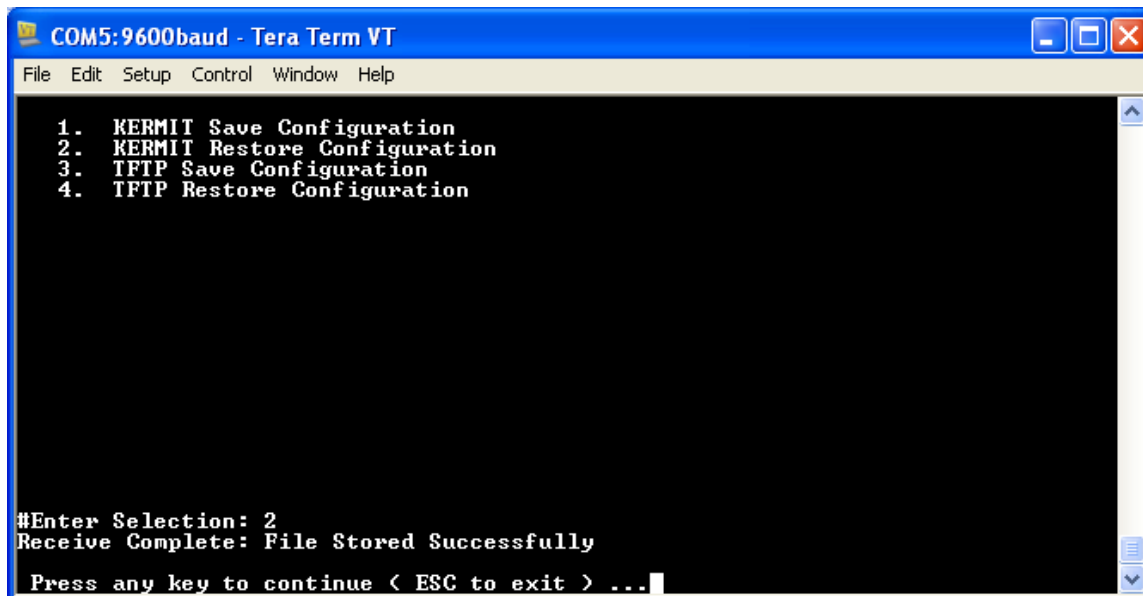 COM5:9600baud - Tera Term VT
File Edit Setup Control Window Help
1. KERMIT Save Configuration
2. KERMIT Restore Configuration
3. TFTP Save Configuration
4. TFTP Restore Configuration
#Enter Selection: 2
Receive Complete: File Stored Successfully
Press any key to continue ( ESC to exit ) ...